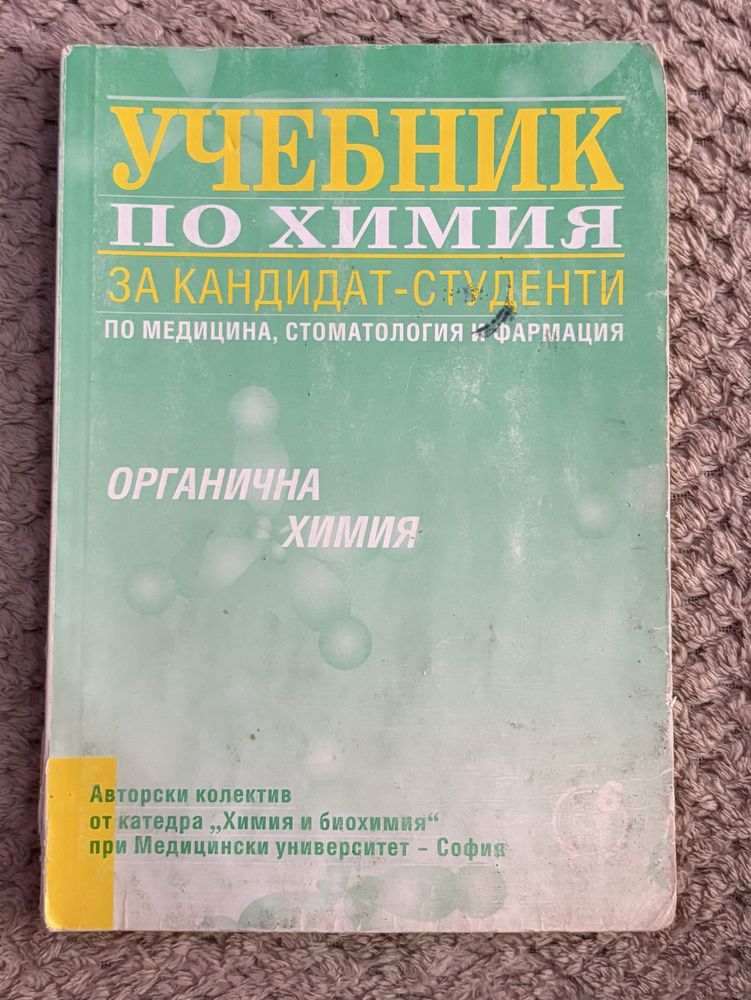 УЧЕБНИК
ПО ХИМИЯ
ЗА КАНДИДАТ-СТУДЕНТИ
ПО МЕДИЦИНА, СТОМАТОЛОГИЯ И ФАРМАЦИЯ
ОРГАНИЧНА
ХИМИЯ
Авторски колектив
от катедра „Химия и биохимия“
при Медицински университет – София